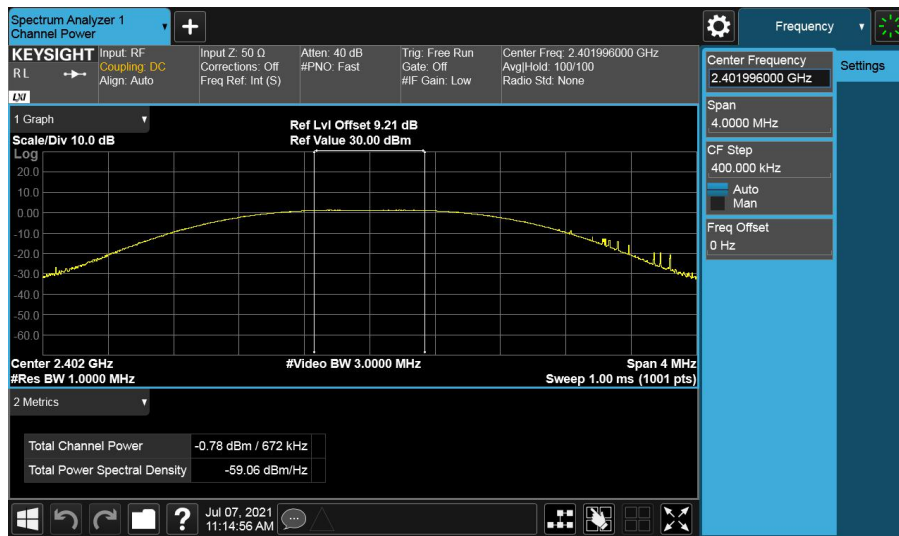 Spectrum Analyzer 1
Channel Power
+
Frequency
KEYSIGHT
RL
LXI
Input: RF
Coupling: DC
Align: Auto
Input Z: 50 Ω
Corrections: Off
Freq Ref: Int (S)
Atten: 40 dB
#PNO: Fast
Trig: Free Run
Gate: Off
#IF Gain: Low
Center Freq: 2.401996000 GHz
Avg|Hold: 100/100
Radio Std: None
Center Frequency
2.401996000 GHz
Settings
Span
4.0000 MHz
CF Step
400.000 kHz
Auto
Man
Freq Offset
0 Hz
1 Graph
Scale/Div 10.0 dB
Ref Lvl Offset 9.21 dB
Ref Value 30.00 dBm
Log
20.0
10.0
0.00
-10.0
-20.0
-30.0
-40.0
-50.0
-60.0
Center 2.402 GHz
#Video BW 3.0000 MHz
Span 4 MHz
#Res BW 1.0000 MHz
Sweep 1.00 ms (1001 pts)
2 Metrics
Total Channel Power -0.78 dBm / 672 kHz
Total Power Spectral Density -59.06 dBm/Hz
?
Jul 07, 2021
11:14:56 AM